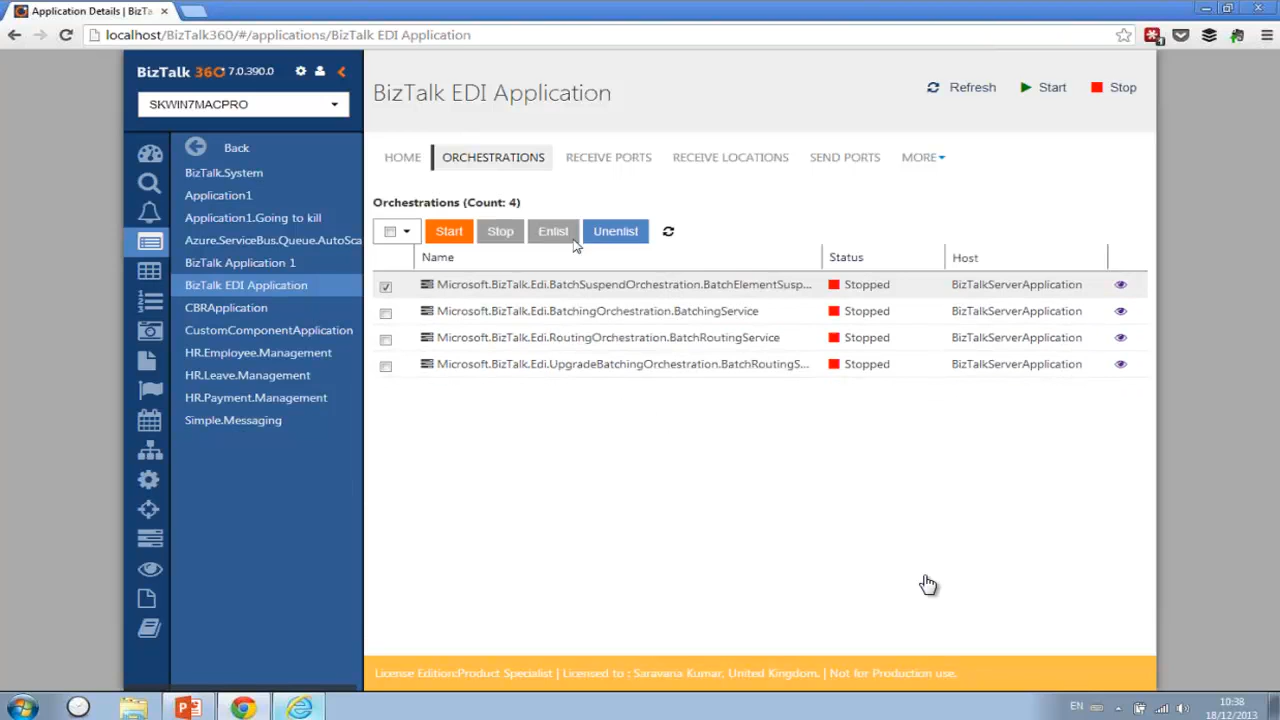 Application Details | BizTa
localhost/BizTalk360/#/applications/BizTalk EDI Application
BizTalk 360 7.0.390.0
SKWIN7MACPRO
Back
BizTalk.System
Application1
Application1.Going to kill
Azure.ServiceBus.Queue.AutoSca
BizTalk Application 1
BizTalk EDI Application
CBRApplication
CustomComponentApplication
HR.Employee.Management
HR.Leave.Management
HR.Payment.Management
Simple.Messaging
BizTalk EDI Application
Refresh Start Stop
HOME ORCHESTRATIONS RECEIVE PORTS RECEIVE LOCATIONS SEND PORTS MORE
Orchestrations (Count: 4)
Start Stop Enlist Unenlist
Name Status Host
Microsoft.BizTalk.Edi.BatchSuspendOrchestration.BatchElementSusp... Stopped BizTalkServerApplication
Microsoft.BizTalk.Edi.BatchingOrchestration.BatchingService Stopped BizTalkServerApplication
Microsoft.BizTalk.Edi.RoutingOrchestration.BatchRoutingService Stopped BizTalkServerApplication
Microsoft.BizTalk.Edi.UpgradeBatchingOrchestration.BatchRoutingS... Stopped BizTalkServerApplication
License EditiorcProduct Specialist | Licensed to : Saravana Kumar, United Kingdom. | Not for Production use.
EN
10:38
18/12/2013